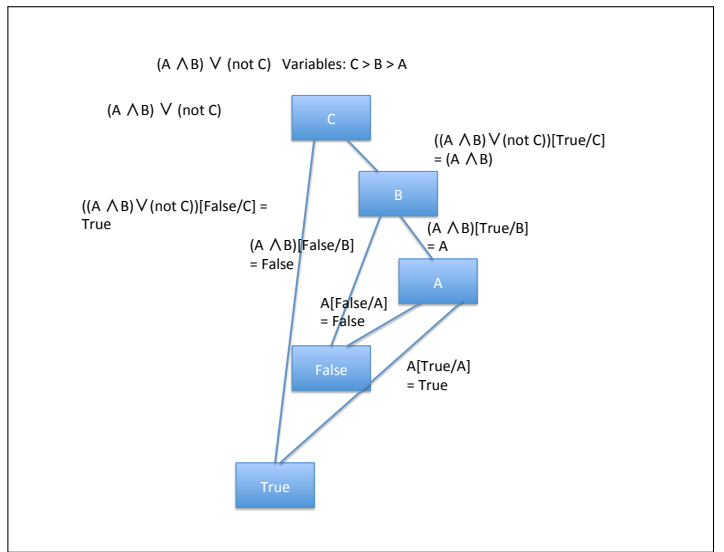 (A ∧B) ∨ (not C)   Variables: C > B > A
(A ∧B) ∨ (not C)
C
((A ∧B)∨(not C))[True/C]
= (A ∧B)
B
((A ∧B)∨(not C))[False/C] =
True
(A ∧B)[True/B]
= A
(A ∧B)[False/B]
= False
A
A[False/A]
= False
False
A[True/A]
= True
True